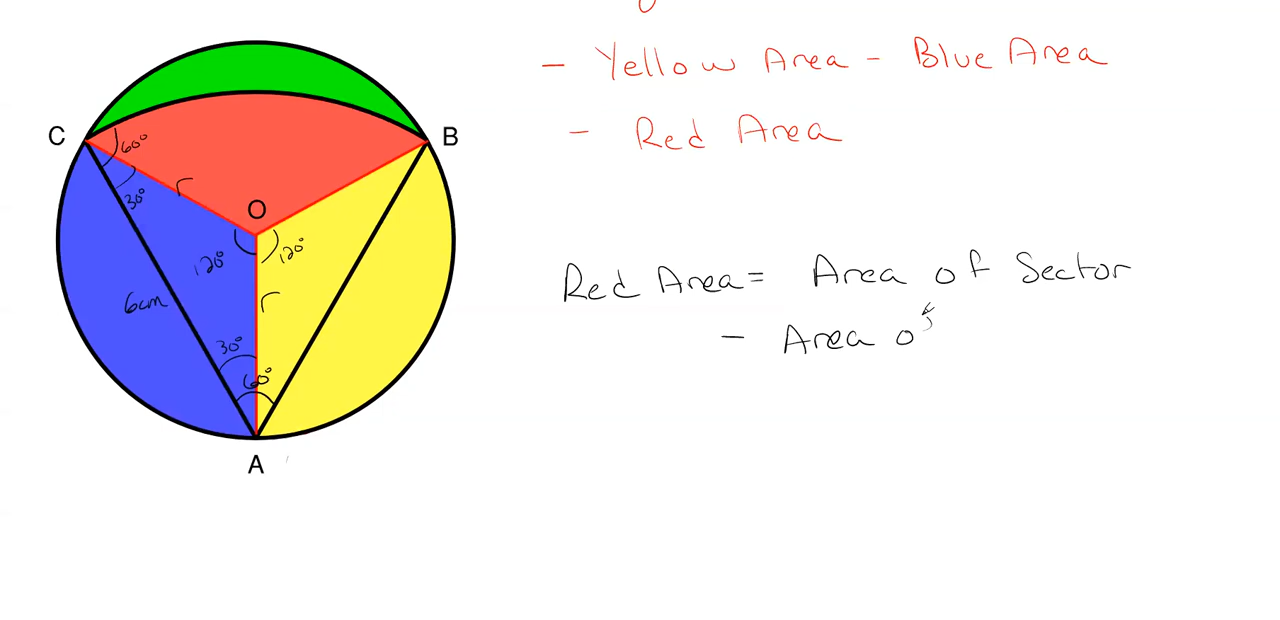 - Yellow Area - Blue Area
- Red Area
C
B
60°
30°
r
O
120°
120°
6cm
r
30°
60°
A
Red Area = Area of Sector
- Area of